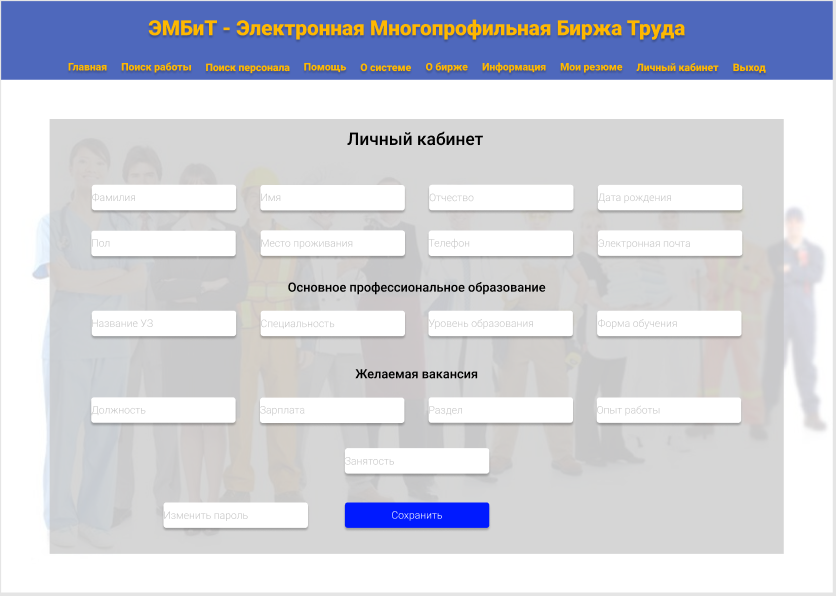 ЭМБиТ - Электронная Многопрофильная Биржа Труда
Главная Поиск работы Поиск персонала Помощь О системе О бирже Информация Мои резюме Личный кабинет Выход
Личный кабинет
Фамилия Имя Отчество Дата рождения
Пол Место проживания Телефон Электронная почта
Основное профессиональное образование
Название УЗ Специальность Уровень образования Форма обучения
Желаемая вакансия
Должность Зарплата Раздел Опыт работы
Занятость
Изменить пароль Сохранить